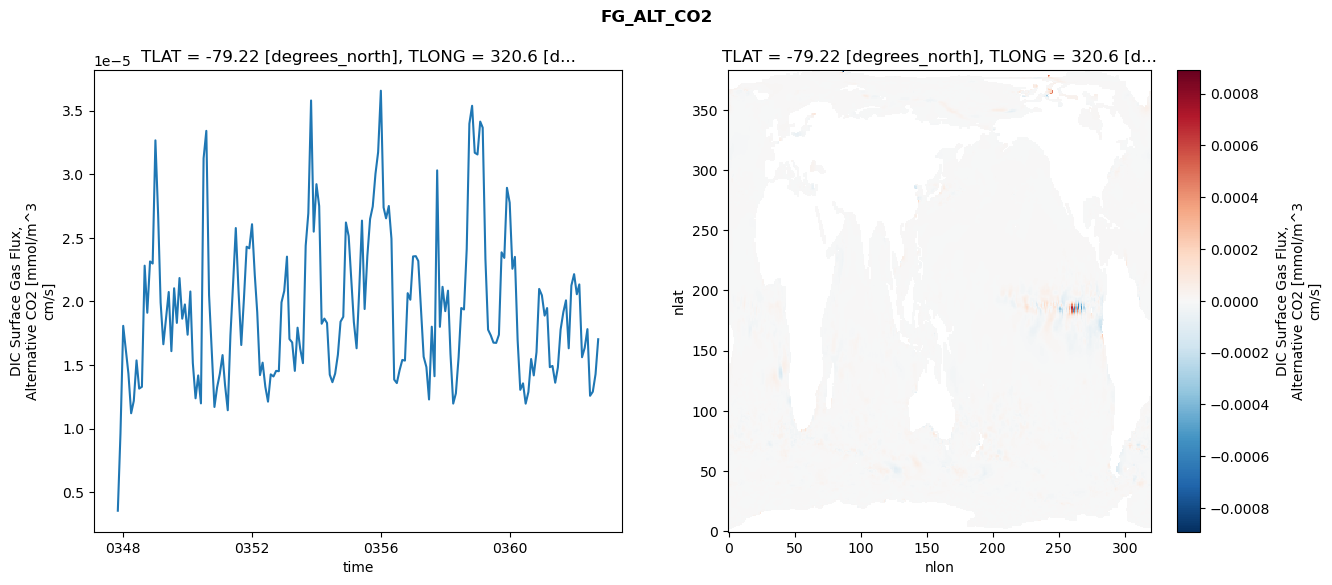 FG_ALT_CO2
TLAT = -79.22 [degrees_north], TLONG = 320.6 [d...
1e−5
3.5
3.0
2.5
2.0
1.5
1.0
0.5
DIC Surface Gas Flux,
Alternative CO2 [mmol/m^3
cm/s]
0348
0352
0356
0360
time
TLAT = -79.22 [degrees_north], TLONG = 320.6 [d...
350
300
250
200
150
100
50
0
nlat
0
50
100
150
200
250
300
nlon
0.0008
0.0006
0.0004
0.0002
0.0000
−0.0002
−0.0004
−0.0006
−0.0008
DIC Surface Gas Flux,
Alternative CO2 [mmol/m^3
cm/s]